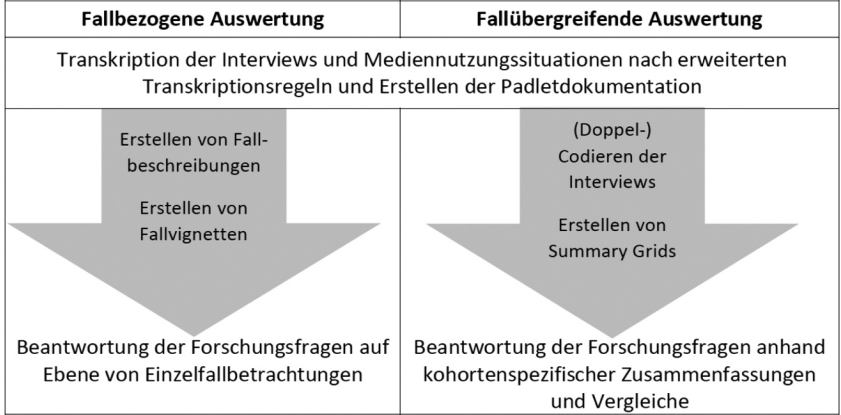 Fallbezogene Auswertung
Fallübergreifende Auswertung
Transkription der Interviews und Mediennutzungssituationen nach erweiterten
Transkriptionsregeln und Erstellen der Padletdokumentation
Erstellen von Fall-
beschreibungen
Erstellen von
Fallvignetten
Beantwortung der Forschungsfragen auf
Ebene von Einzelfallbetrachtungen
(Doppel-)
Codieren der
Interviews
Erstellen von
Summary Grids
Beantwortung der Forschungsfragen anhand
kohortenspezifischer Zusammenfassungen
und Vergleiche